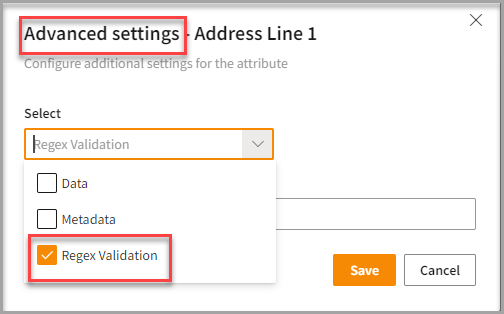 Advanced settings - Address Line 1
Configure additional settings for the attribute
Select
Regex Validation
Data
Metadata
Regex Validation
Save
Cancel